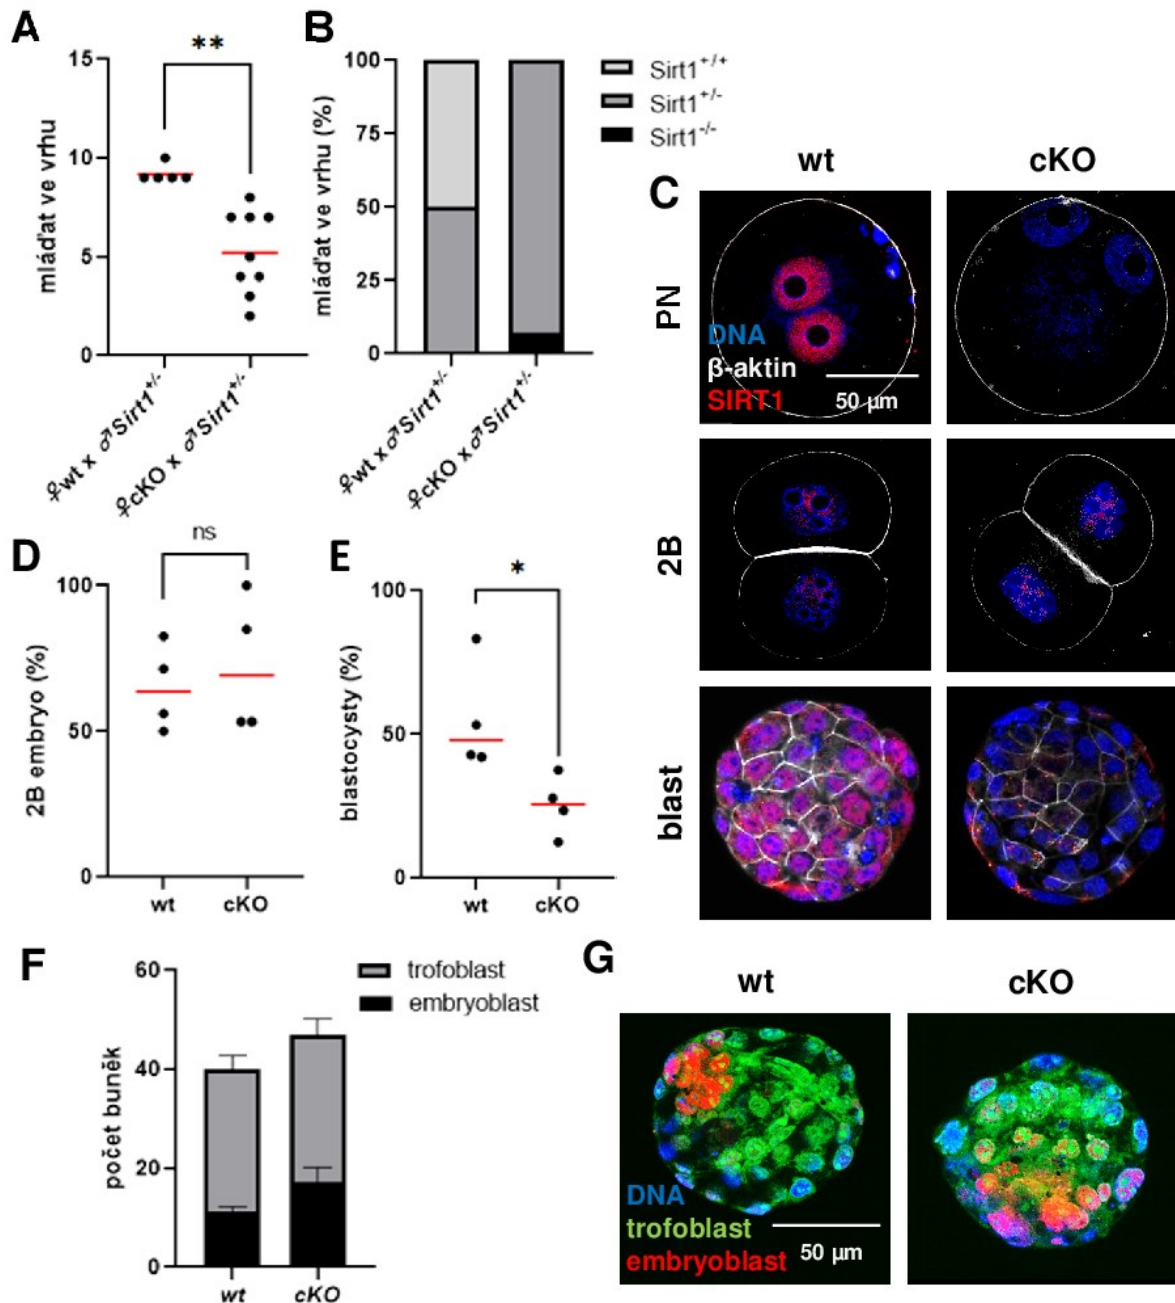 A
**
15
10
5
0
mláďat ve vrhu
♀wt x ♂Sirt1+/-
♀cKO x ♂Sirt1+/-
B
100
75
50
25
0
mláďat ve vrhu (%)
♀wt x ♂Sirt1+/-
♀cKO x ♂Sirt1+/-
Sirt1+/+
Sirt1+/-
Sirt1-/-
C
wt
cKO
PN
DNA
β-aktin
SIRT1
50 µm
2B
blast
D
ns
100
50
0
2B embryo (%)
wt
cKO
E
*
100
50
0
blastocysty (%)
wt
cKO
F
60
40
20
0
počet buněk
wt
cKO
trofoblast
embryoblast
G
wt
cKO
DNA
trofoblast
embryoblast
50 µm